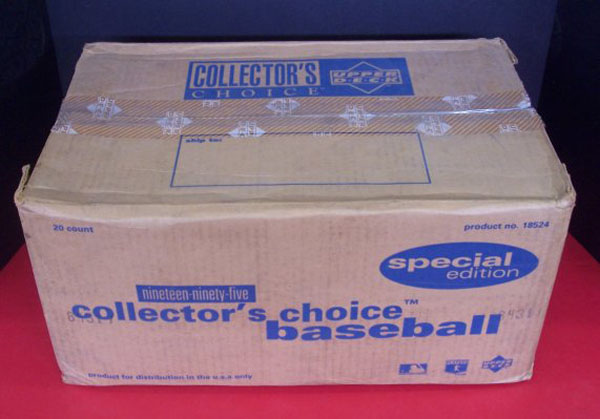 COLLECTOR'S
CHOICE
UPPER
DECK
ship to:
20 count
product no. 18524
special
edition
nineteen-ninety-five
collector's choice™
baseball
product for distribution in the u.s.a only